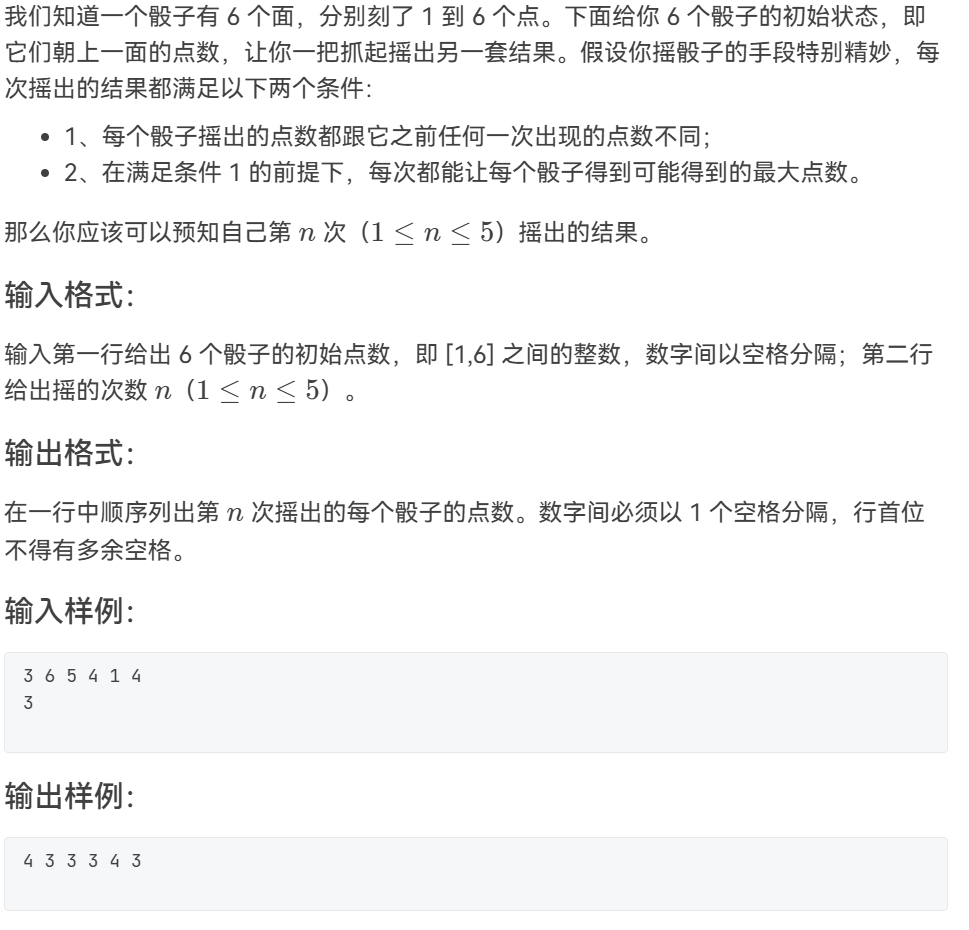 我们知道一个骰子有 6 个面，分别刻了 1 到 6 个点。下面给你 6 个骰子的初始状态，即
它们朝上一面的点数，让你一把抓起摇出另一套结果。假设你摇骰子的手段特别精妙，每
次摇出的结果都满足以下两个条件：
• 1、每个骰子摇出的点数都跟它之前任何一次出现的点数不同；
• 2、在满足条件 1 的前提下，每次都能让每个骰子得到可能得到的最大点数。
那么你应该可以预知自己第 n 次（1 ≤ n ≤ 5）摇出的结果。
输入格式：
输入第一行给出 6 个骰子的初始点数，即 [1,6] 之间的整数，数字间以空格分隔；第二行
给出摇的次数 n（1 ≤ n ≤ 5）。
输出格式：
在一行中顺序列出第 n 次摇出的每个骰子的点数。数字间必须以 1 个空格分隔，行首位
不得有多余空格。
输入样例：
3 6 5 4 1 4
3
输出样例：
4 3 3 3 4 3